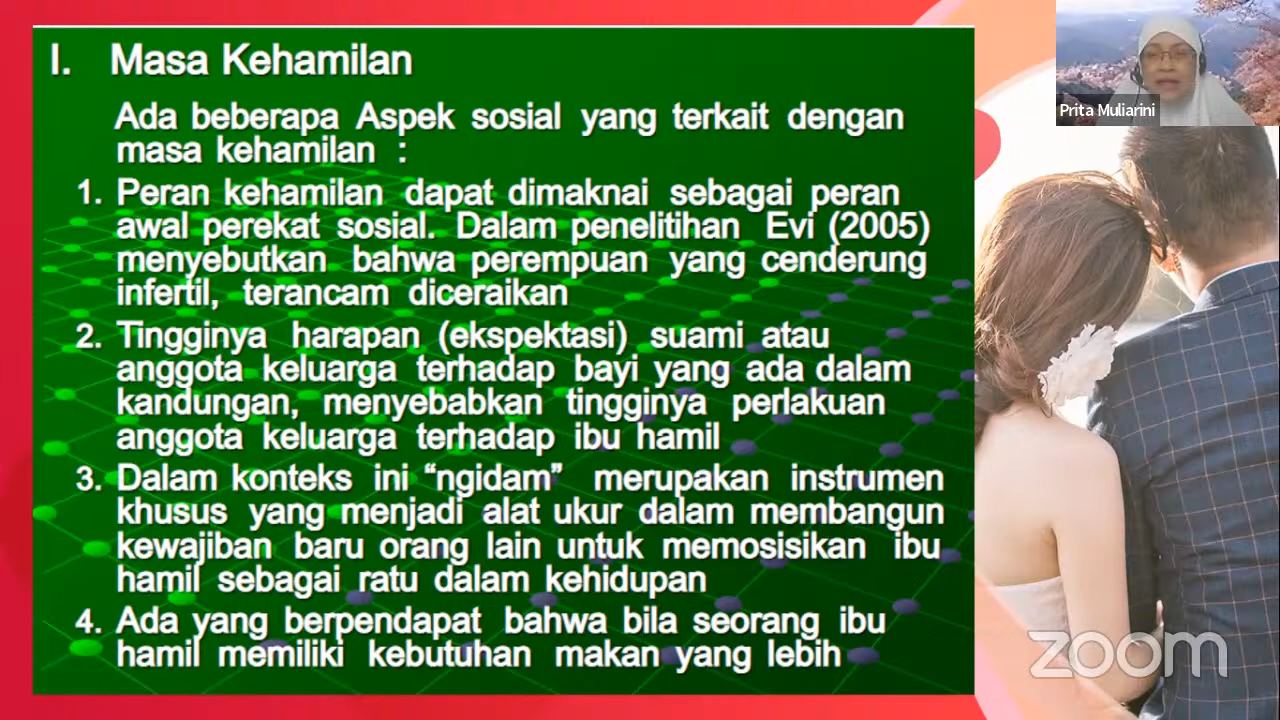 I. Masa Kehamilan
Ada beberapa Aspek sosial yang terkait dengan
masa kehamilan :
1. Peran kehamilan dapat dimaknai sebagai peran
awal perekat sosial. Dalam penelitihan Evi (2005)
menyebutkan bahwa perempuan yang cenderung
infertil, terancam diceraikan
2. Tingginya harapan (ekspektasi) suami atau
anggota keluarga terhadap bayi yang ada dalam
kandungan, menyebabkan tingginya perlakuan
anggota keluarga terhadap ibu hamil
3. Dalam konteks ini “ngidam” merupakan instrumen
khusus yang menjadi alat ukur dalam membangun
kewajiban baru orang lain untuk memosisikan ibu
hamil sebagai ratu dalam kehidupan
4. Ada yang berpendapat bahwa bila seorang ibu
hamil memiliki kebutuhan makan yang lebih
Prita Muliarini
zoom